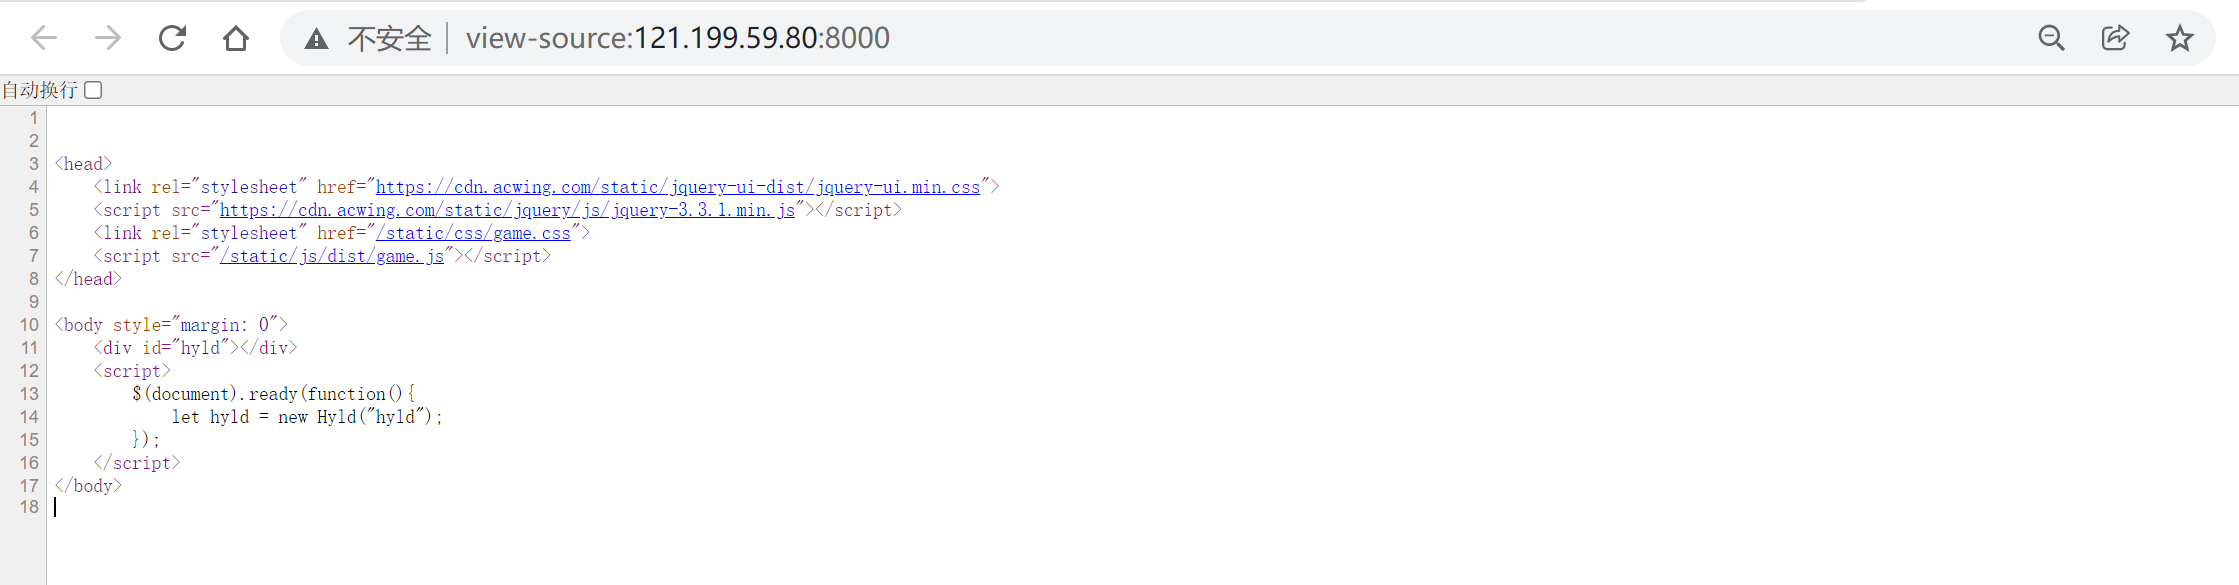 不安全 view-source:121.199.59.80:8000
自动换行
1
2
3 <head>
4     <link rel="stylesheet" href="https://cdn.acwing.com/static/jquery-ui-dist/jquery-ui.min.css">
5     <script src="https://cdn.acwing.com/static/jquery/js/jquery-3.3.1.min.js"></script>
6     <link rel="stylesheet" href="/static/css/game.css">
7     <script src="/static/js/dist/game.js"></script>
8 </head>
9
10 <body style="margin: 0">
11     <div id="hyld"></div>
12     <script>
13         $(document).ready(function(){
14             let hyld = new Hyld("hyld");
15         });
16     </script>
17 </body>
18